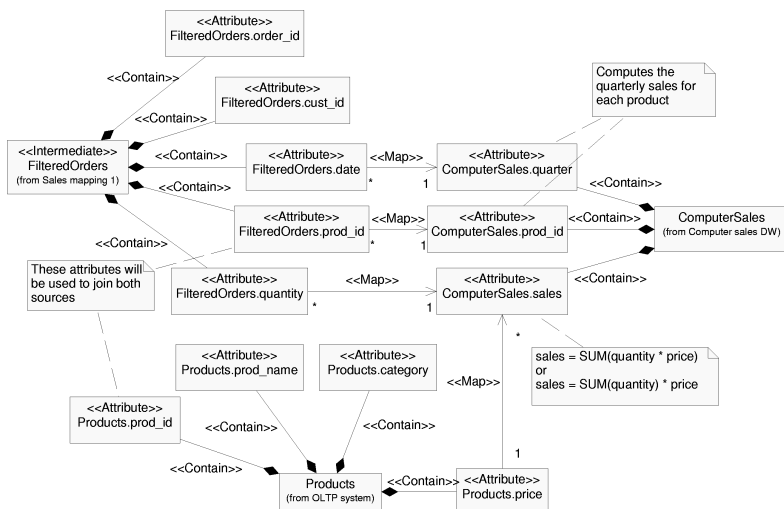 <<Attribute>>
FilteredOrders.order_id
<<Contain>>
<<Attribute>>
FilteredOrders.cust_id
<<Contain>>
Computes the
quarterly sales for
each product
<<Intermediate>>
FilteredOrders
(from Sales mapping 1)
<<Contain>>
<<Attribute>>
FilteredOrders.date
<<Map>>
*
1
<<Attribute>>
ComputerSales.quarter
<<Contain>>
<<Contain>>
<<Attribute>>
FilteredOrders.prod_id
<<Map>>
*
1
<<Attribute>>
ComputerSales.prod_id
<<Contain>>
ComputerSales
(from Computer sales DW)
<<Contain>>
These attributes will
be used to join both
sources
<<Attribute>>
FilteredOrders.quantity
<<Map>>
*
1
<<Attribute>>
ComputerSales.sales
<<Contain>>
*
sales = SUM(quantity * price)
or
sales = SUM(quantity) * price
<<Attribute>>
Products.prod_name
<<Attribute>>
Products.category
<<Map>>
<<Attribute>>
Products.prod_id
<<Contain>>
<<Contain>>
<<Contain>>
1
Products
(from OLTP system)
<<Contain>>
<<Attribute>>
Products.price